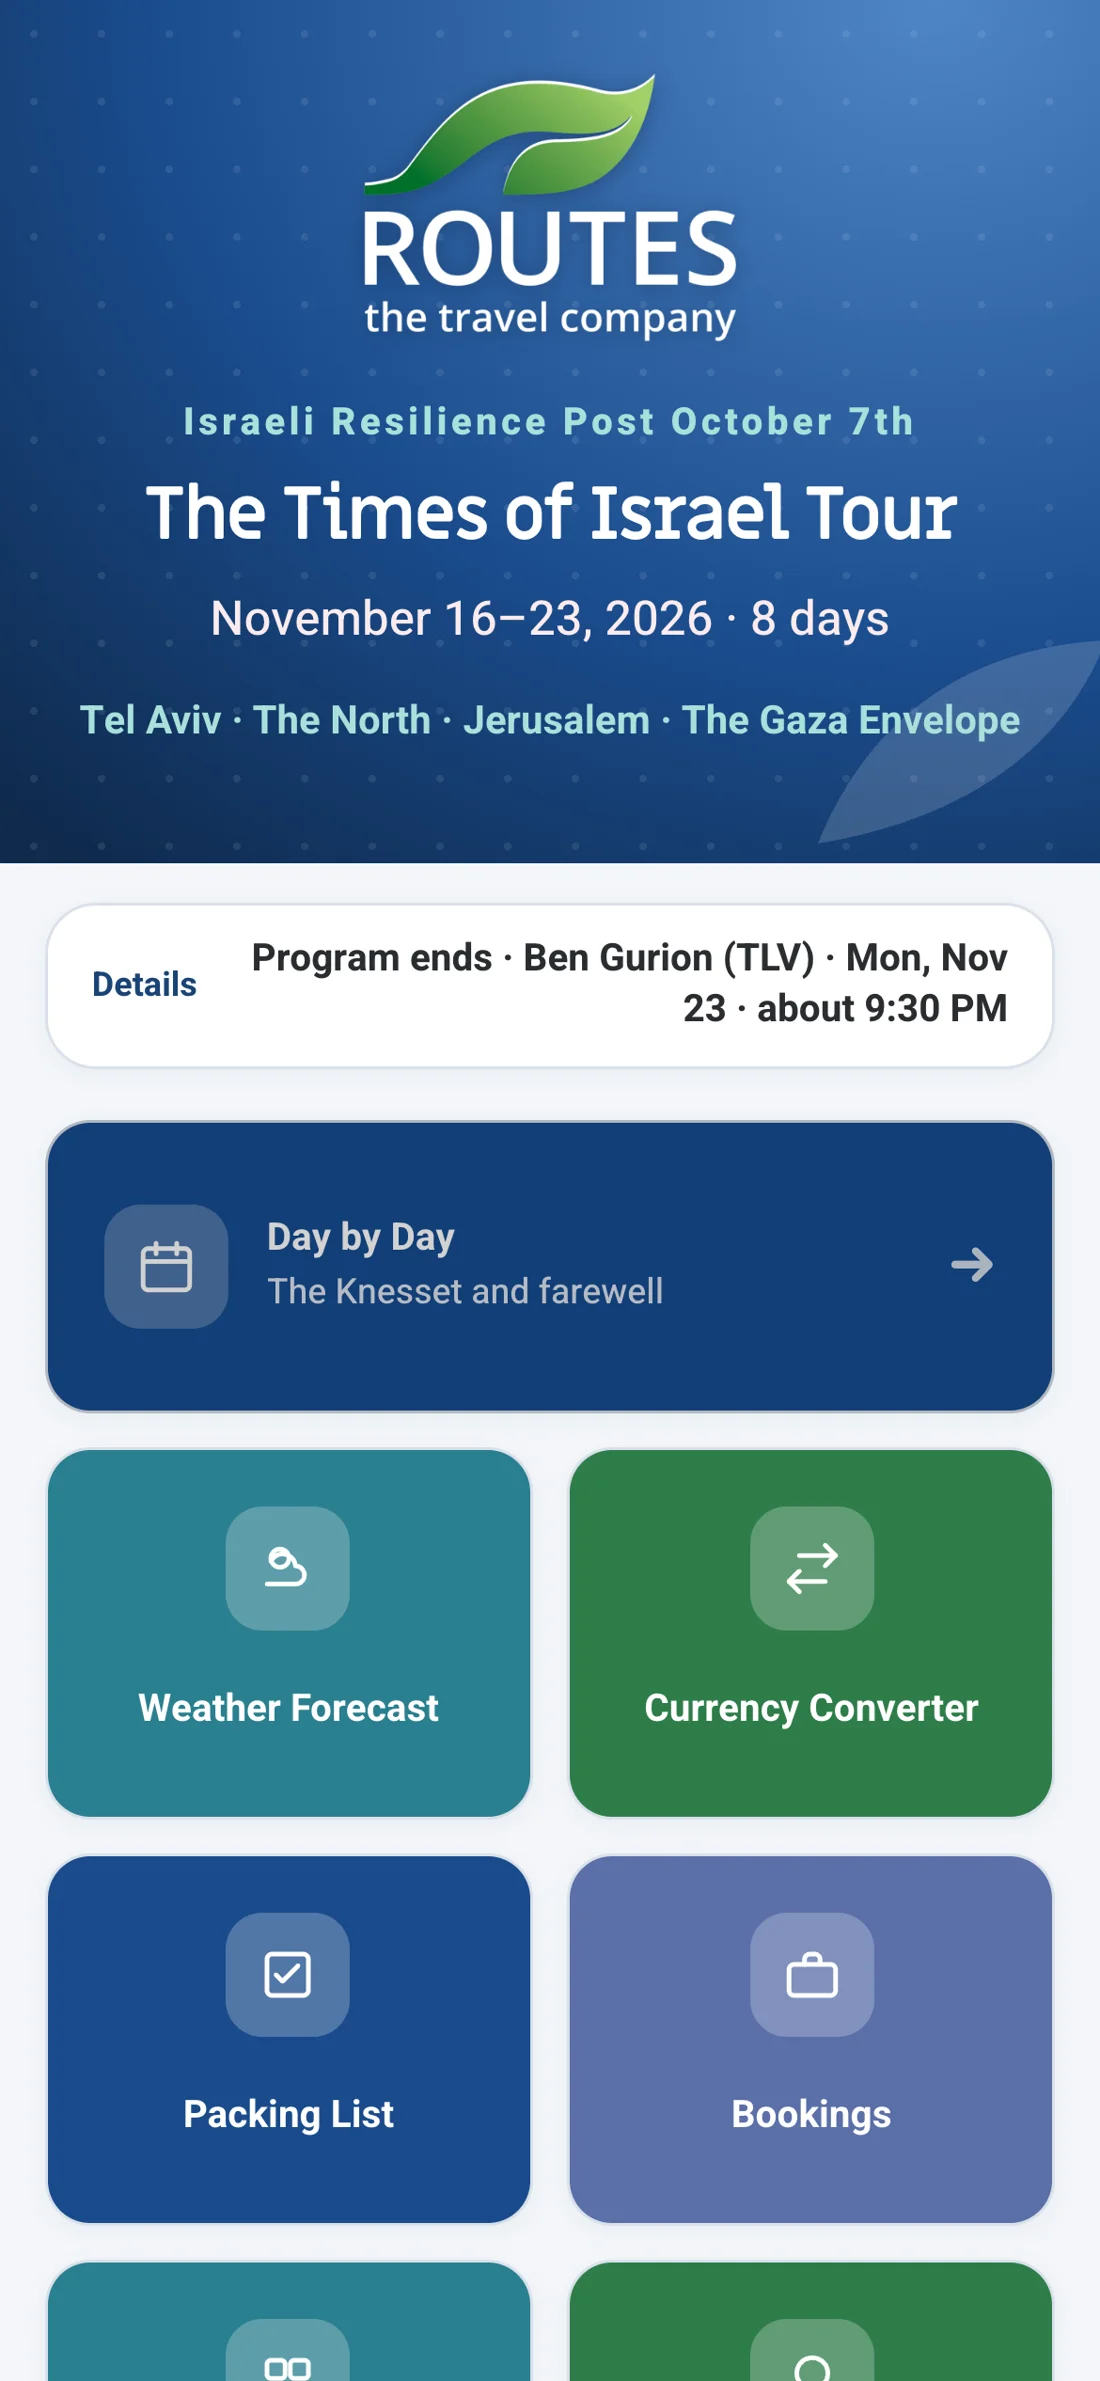 ROUTES
the travel company
Israeli Resilience Post October 7th
The Times of Israel Tour
November 16–23, 2026 · 8 days
Tel Aviv · The North · Jerusalem · The Gaza Envelope
Details
Program ends · Ben Gurion (TLV) · Mon, Nov
23 · about 9:30 PM
Day by Day
The Knesset and farewell
Weather Forecast
Currency Converter
Packing List
Bookings